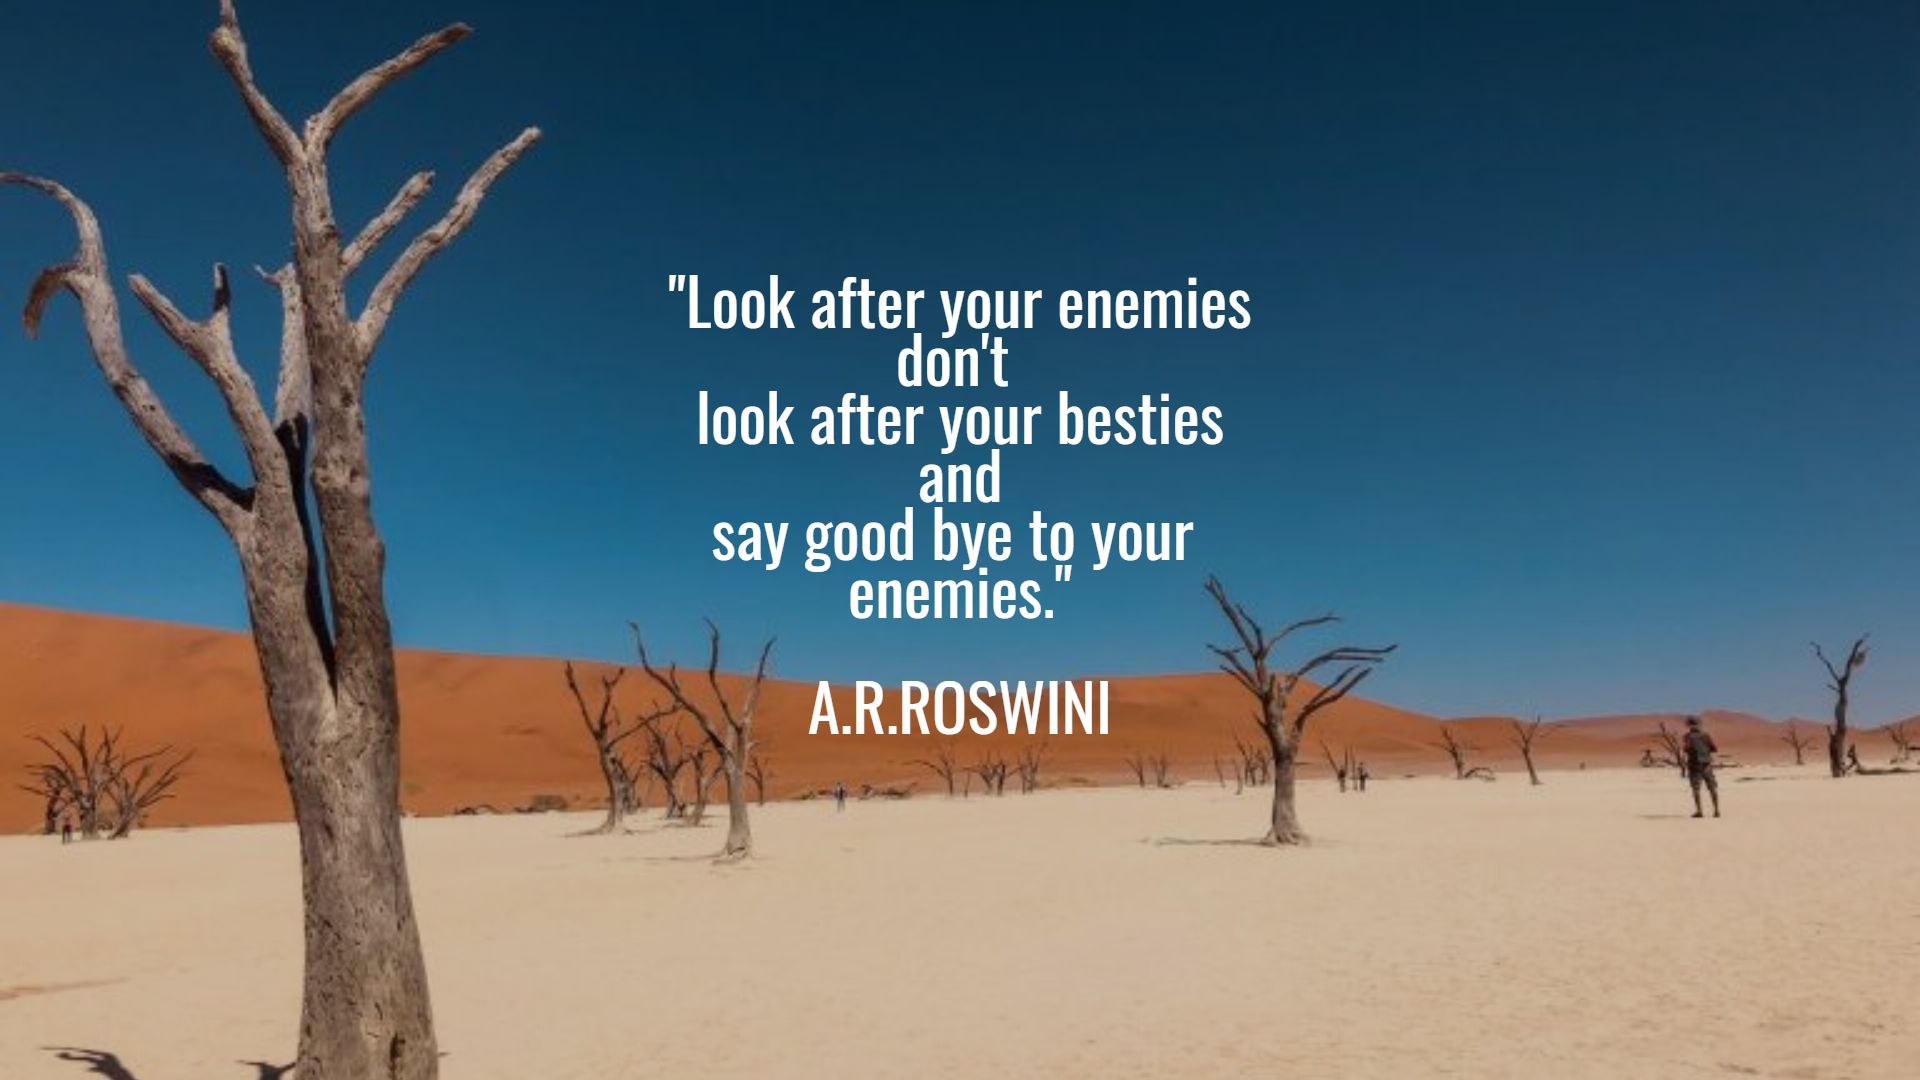 "Look after your enemies
don't
look after your besties
and
say good bye to your
enemies."
A.R.ROSWINI